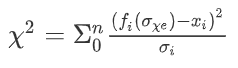 χ² = Σ₀ⁿ (fᵢ(σ_χe)−xᵢ)² / σᵢ